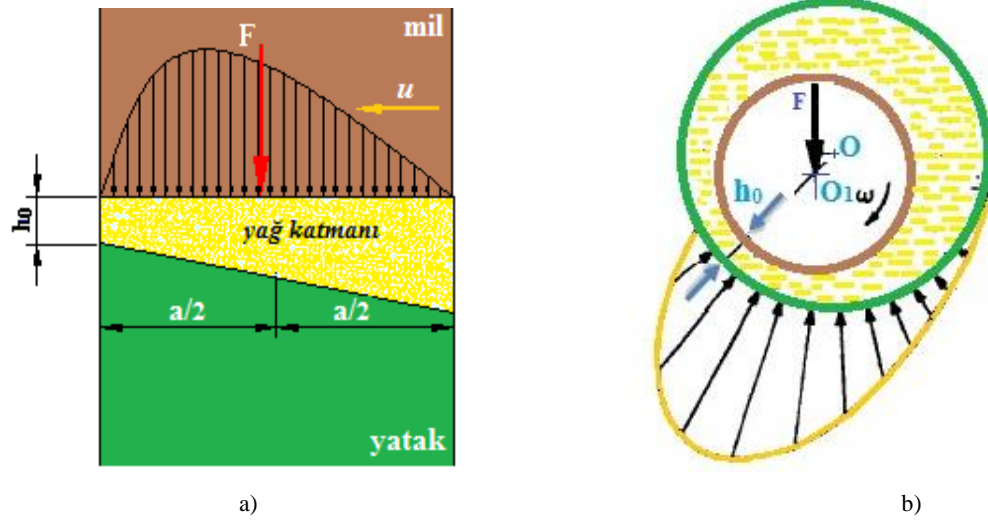 mil
F
u
h₀
yağ katmanı
a/2 a/2
yatak
a)
F
O
O₁
ω
h₀
b)